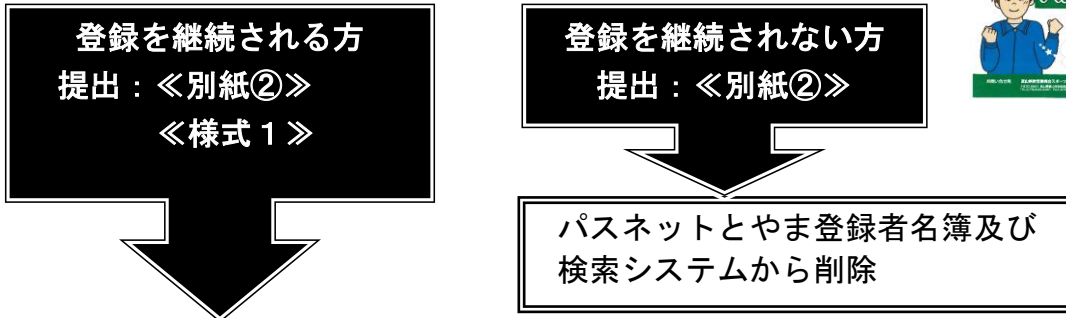 登録を継続される方
提出：≪別紙②≫
≪様式１≫
登録を継続されない方
提出：≪別紙②≫
パスネットとやま登録者名簿及び
検索システムから削除